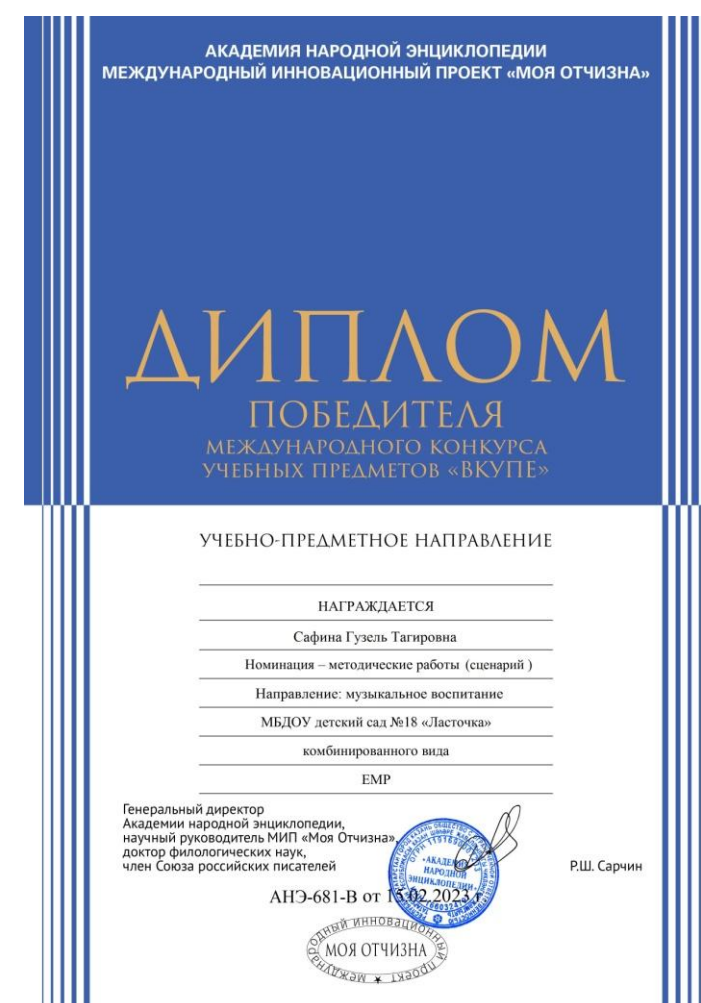 АКАДЕМИЯ НАРОДНОЙ ЭНЦИКЛОПЕДИИ
МЕЖДУНАРОДНЫЙ ИННОВАЦИОННЫЙ ПРОЕКТ «МОЯ ОТЧИЗНА»
ДИПЛОМ
ПОБЕДИТЕЛЯ
МЕЖДУНАРОДНОГО КОНКУРСА
УЧЕБНЫХ ПРЕДМЕТОВ «ВКУПЕ»
УЧЕБНО-ПРЕДМЕТНОЕ НАПРАВЛЕНИЕ
НАГРАЖДАЕТСЯ
Сафина Гузель Тагировна
Номинация – методические работы (сценарий )
Направление: музыкальное воспитание
МБДОУ детский сад №18 «Ласточка»
комбинированного вида
ЕМР
Генеральный директор
Академии народной энциклопедии,
научный руководитель МИП «Моя Отчизна»,
доктор филологических наук,
член Союза российских писателей
Р.Ш. Сарчин
«АКАДЕМИЯ
НАРОДНОЙ
ЭНЦИКЛОПЕДИИ»
АНЭ-681-В от 15.02.2023 г
МЕЖДУНАРОДНЫЙ ИННОВАЦИОННЫЙ ПРОЕКТ
МОЯ ОТЧИЗНА